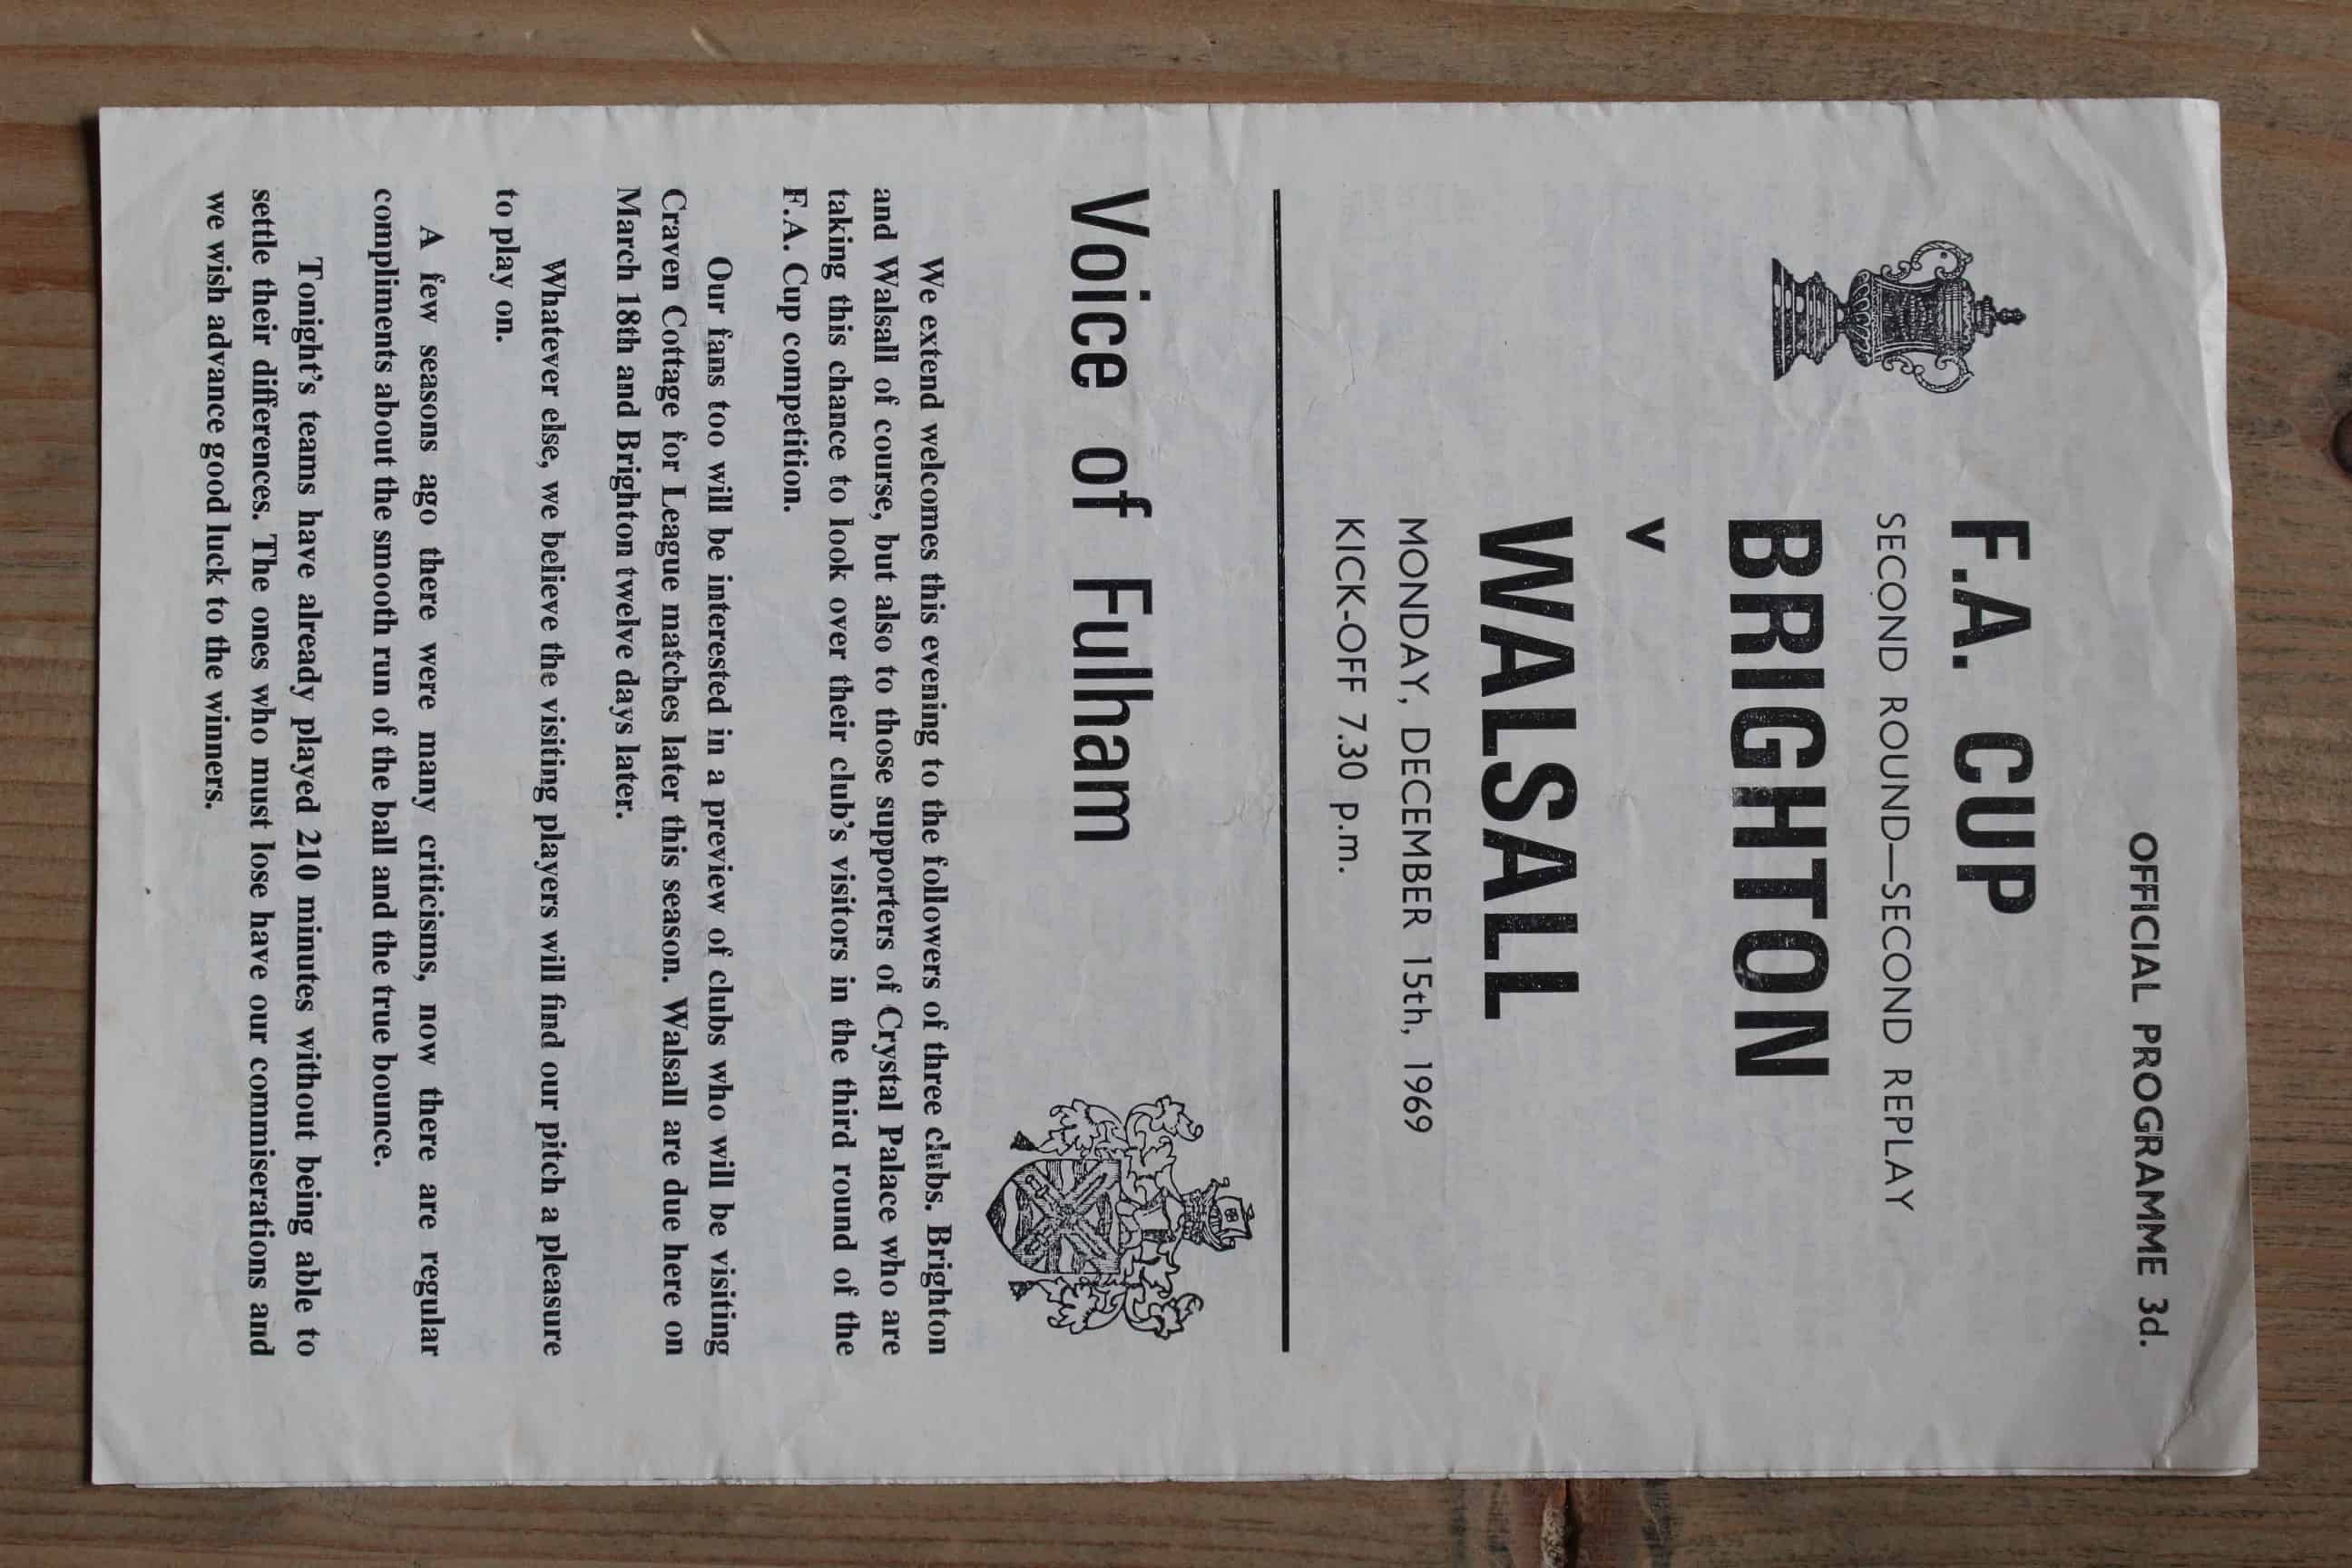 OFFICIAL PROGRAMME 3d.
F.A. CUP
SECOND ROUND—SECOND REPLAY
BRIGHTON
v
WALSALL
MONDAY, DECEMBER 15th, 1969
KICK-OFF 7.30 p.m.
Voice of Fulham
We extend welcomes this evening to the followers of three clubs. Brighton
and Walsall of course, but also to those supporters of Crystal Palace who are
taking this chance to look over their club's visitors in the third round of the
F.A. Cup competition.
Our fans too will be interested in a preview of clubs who will be visiting
Craven Cottage for League matches later this season. Walsall are due here on
March 18th and Brighton twelve days later.
Whatever else, we believe the visiting players will find our pitch a pleasure
to play on.
A few seasons ago there were many criticisms, now there are regular
compliments about the smooth run of the ball and the true bounce.
Tonight's teams have already played 210 minutes without being able to
settle their differences. The ones who must lose have our commiserations and
we wish advance good luck to the winners.